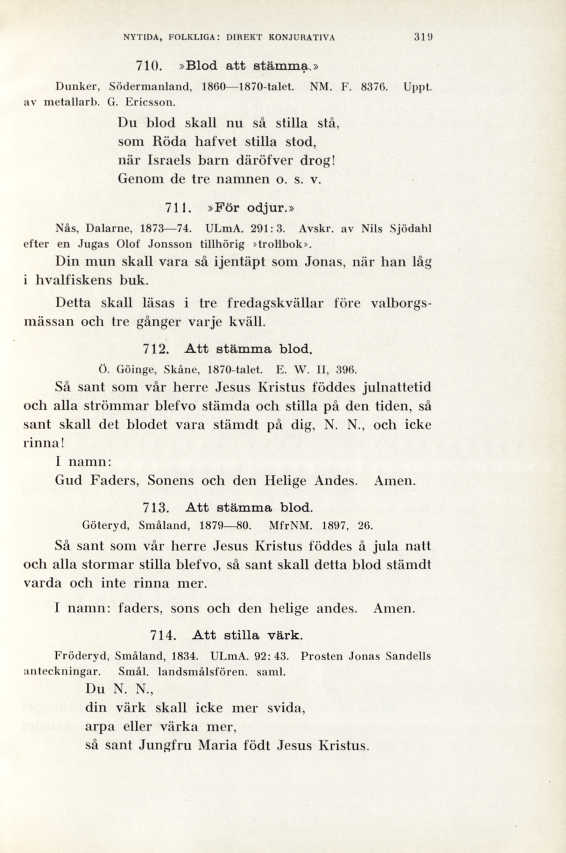 NYTIDA, FOLKLIGA: DIREKT KONJURATIVA 319
710. »Blod att stämma.»
Dunker, Södermanland, 1860—1870-talet. NM. F. 8376. Uppt.
av metallarb. G. Ericsson.
Du blod skall nu så stilla stå,
som Röda hafvet stilla stod,
när Israels barn däröfver drog!
Genom de tre namnen o. s. v.
711. »För odjur.»
Nås, Dalarne, 1873—74. ULmA. 291: 3. Avskr. av Nils Sjödahl
efter en Jugas Olof Jonsson tillhörig »trollbok».
Din mun skall vara så ijentäpt som Jonas, när han låg
i hvalfiskens buk.
Detta skall läsas i tre fredagskvällar före valborgs-
mässan och tre gånger varje kväll.
712. Att stämma blod.
Ö. Göinge, Skåne, 1870-talet. E. W. II, 396.
Så sant som vår herre Jesus Kristus föddes julnattetid
och alla strömmar blefvo stämda och stilla på den tiden, så
sant skall det blodet vara stämdt på dig, N. N., och icke
rinna!
I namn:
Gud Faders, Sonens och den Helige Andes. Amen.
713. Att stämma blod.
Göteryd, Småland, 1879—80. MfrNM. 1897, 26.
Så sant som vår herre Jesus Kristus föddes å jula natt
och alla stormar stilla blefvo, så sant skall detta blod stämdt
varda och inte rinna mer.
I namn: faders, sons och den helige andes. Amen.
714. Att stilla värk.
Fröderyd, Småland, 1834. ULmA. 92: 43. Prosten Jonas Sandells
anteckningar. Smål. landsmålsfören. saml.
Du N. N.,
din värk skall icke mer svida,
arpa eller värka mer,
så sant Jungfru Maria födt Jesus Kristus.